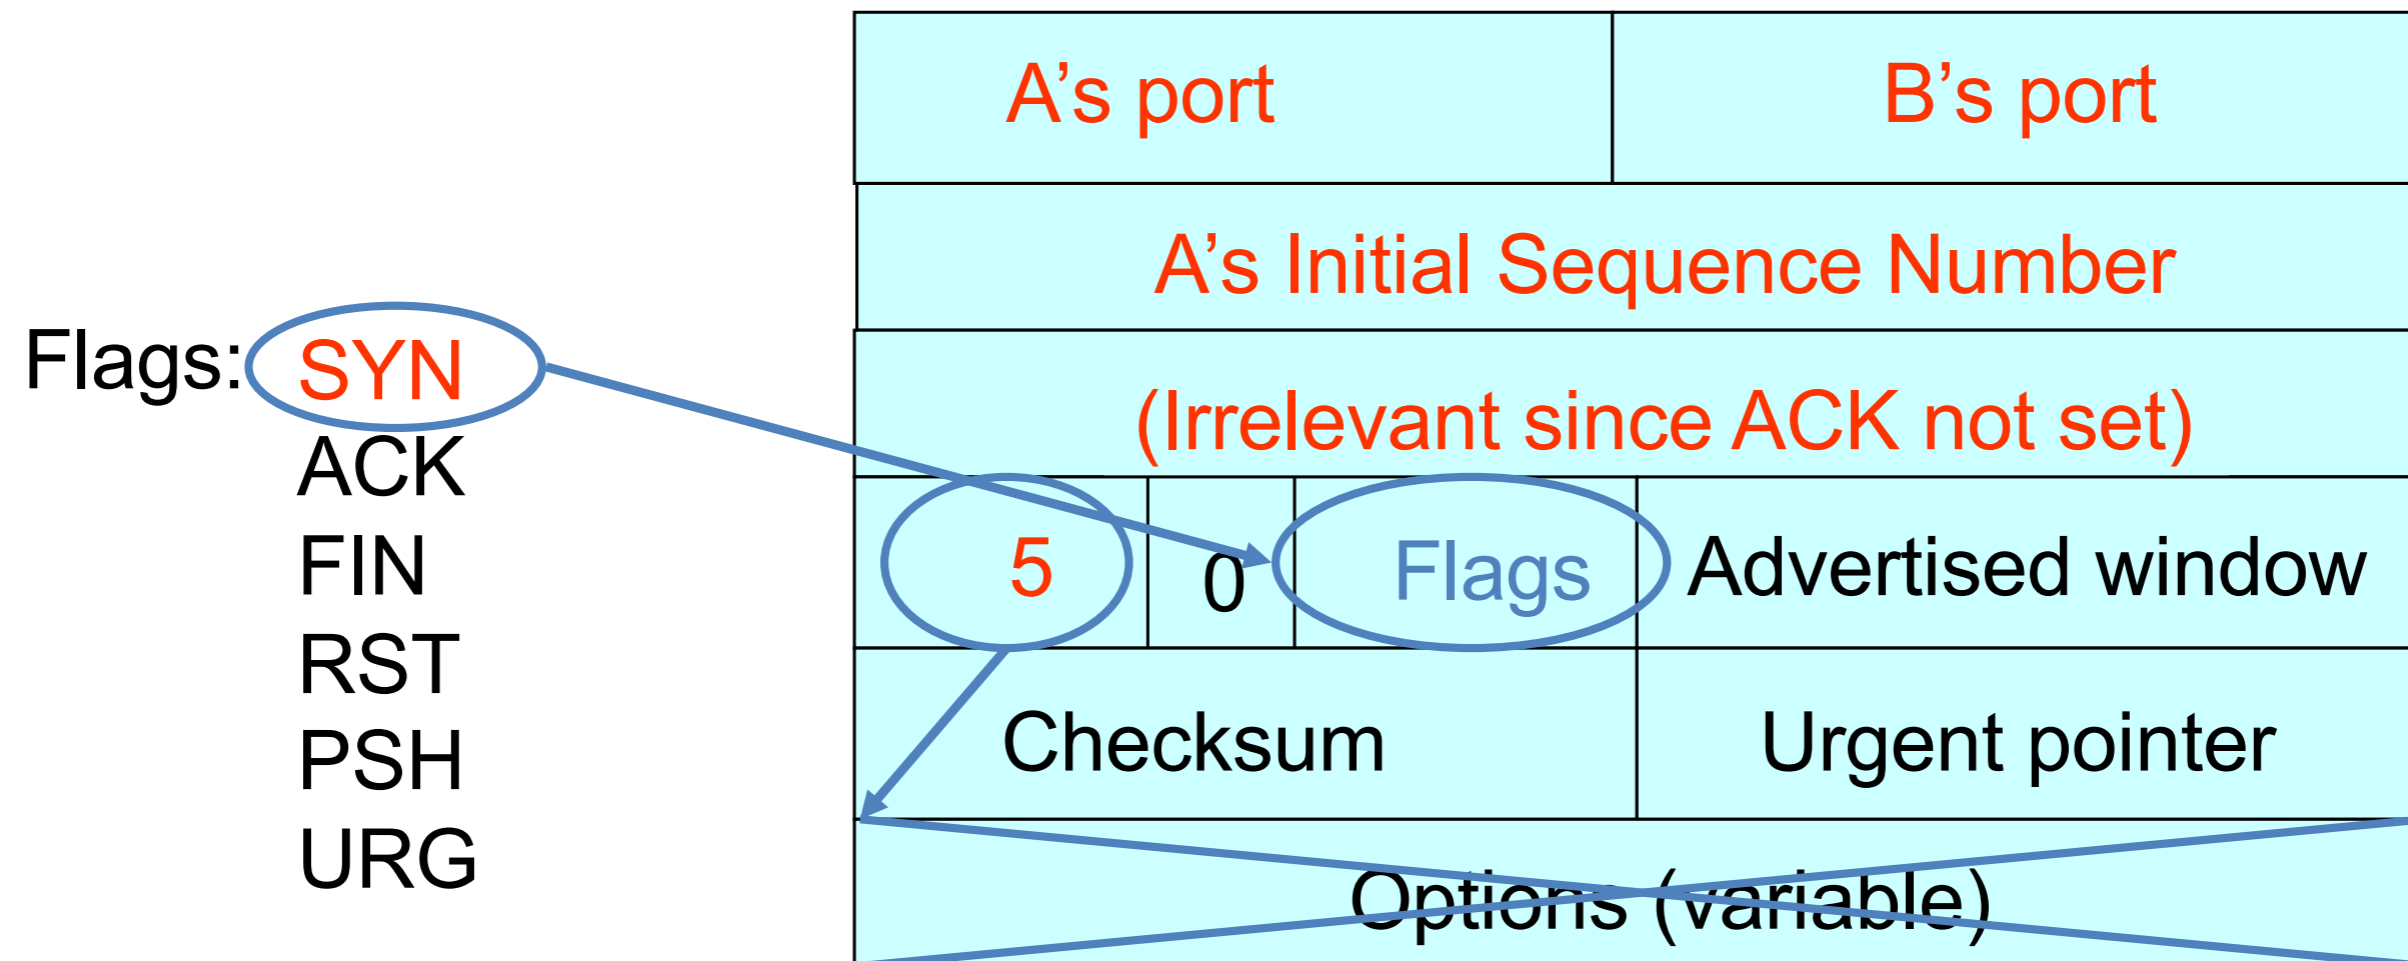 A’s port
B’s port
A’s Initial Sequence Number
Flags: SYN
(Irrelevant since ACK not set)
ACK
FIN
5
0
Flags
Advertised window
RST
PSH
Checksum
Urgent pointer
URG
Options (variable)